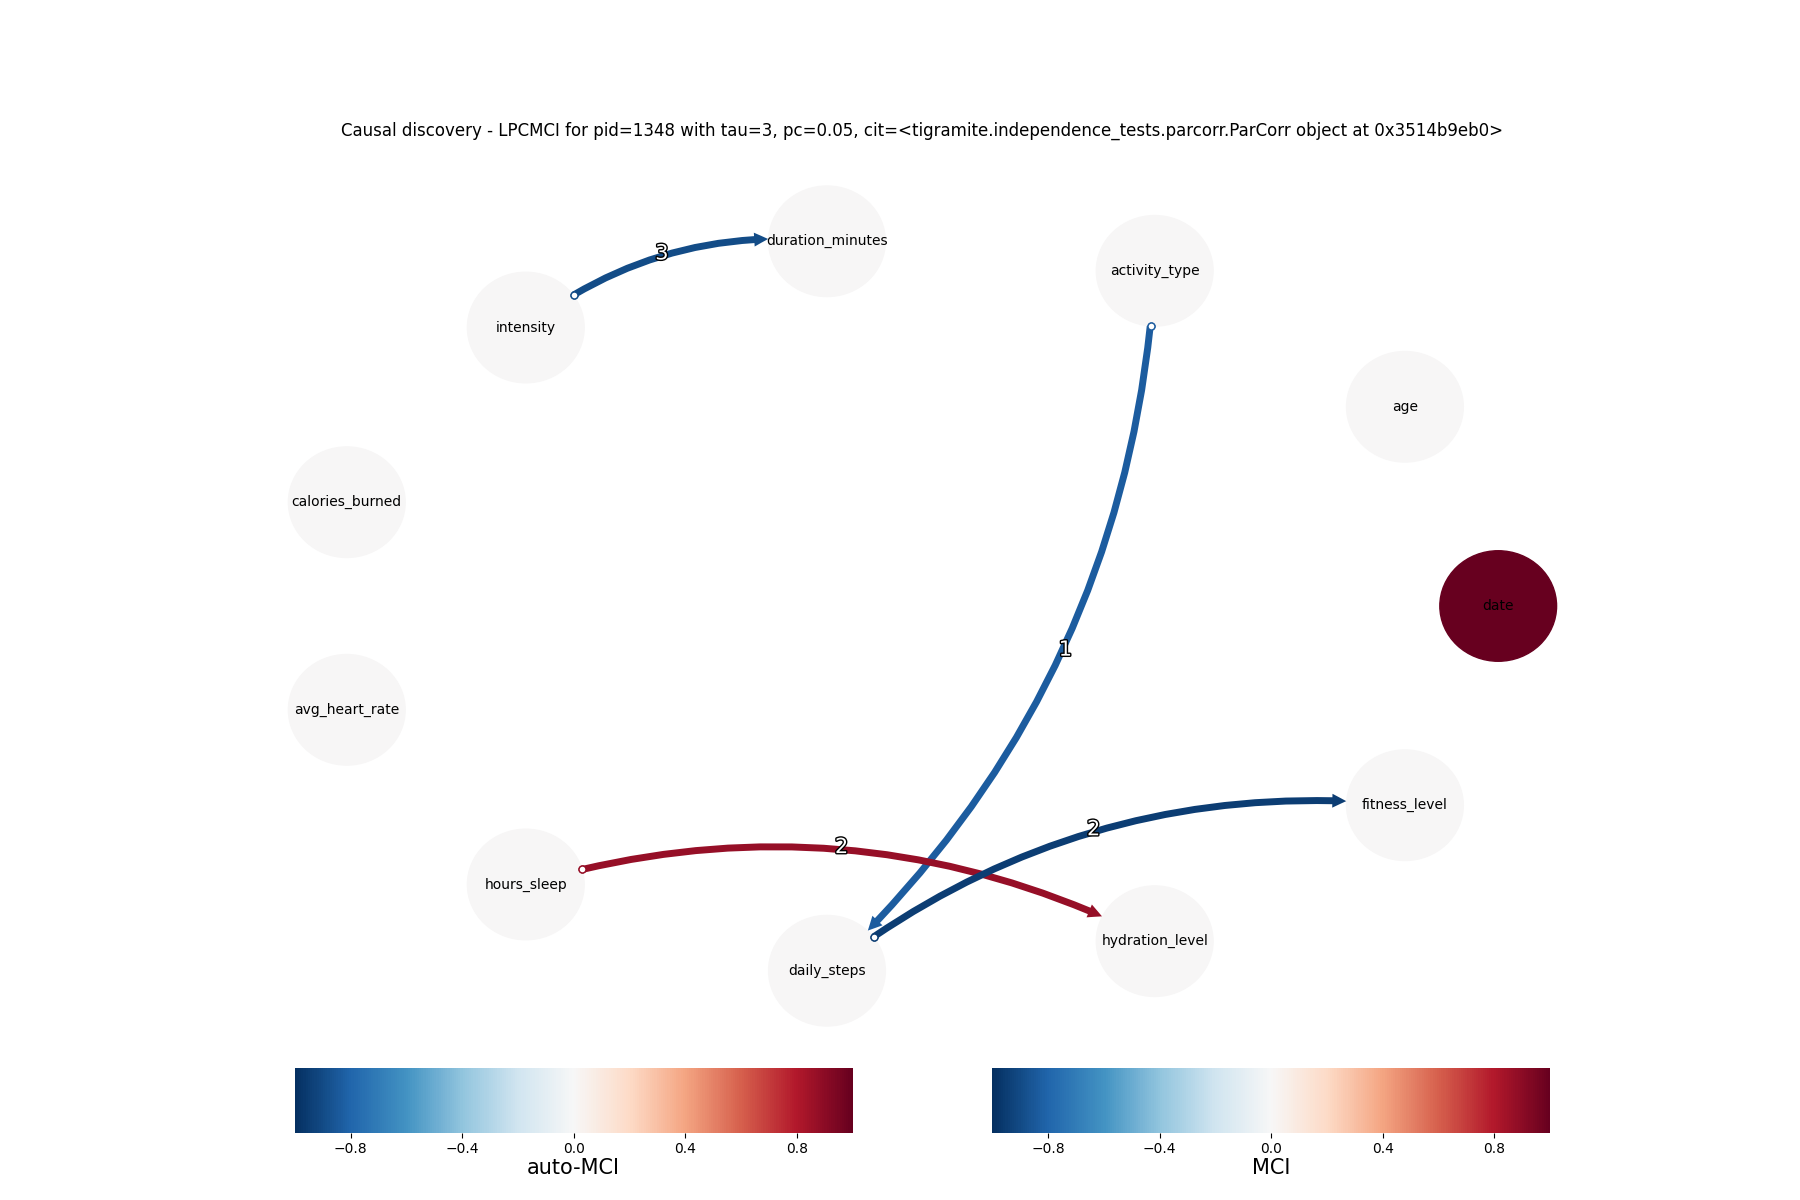 Causal discovery - LPCMCI for pid=1348 with tau=3, pc=0.05, cit=<tigramite.independence_tests.parcorr.ParCorr object at 0x3514b9eb0>
duration_minutes
3
activity_type
intensity
age
calories_burned
date
1
avg_heart_rate
fitness_level
2
2
hours_sleep
hydration_level
daily_steps
−0.8 −0.4 0.0 0.4 0.8
auto-MCI
−0.8 −0.4 0.0 0.4 0.8
MCI